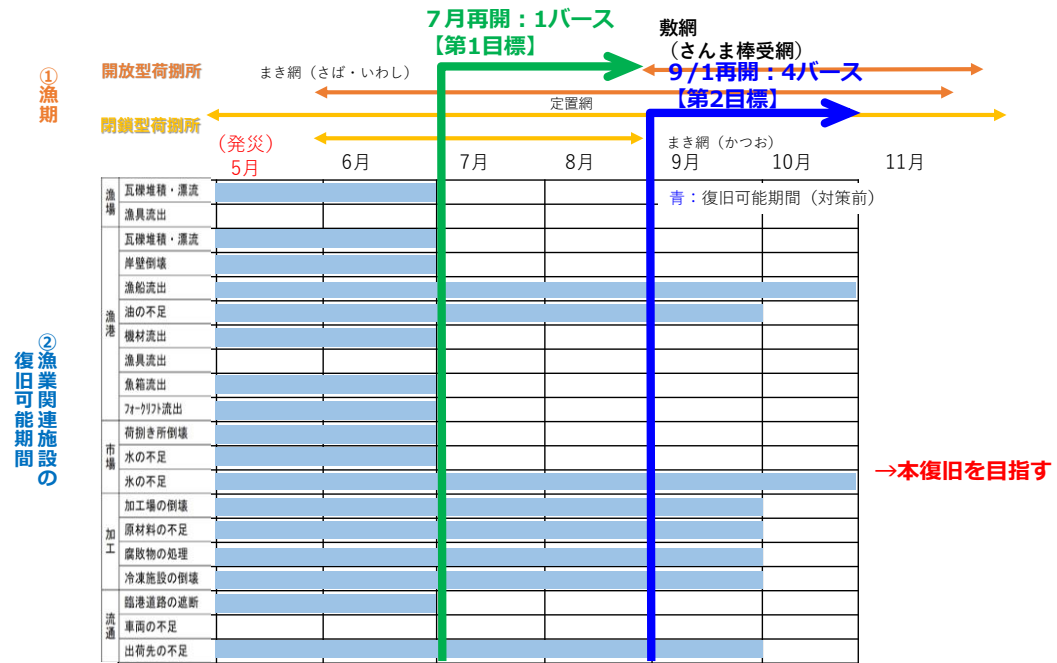 7月再開：1バース
【第1目標】
敷網
（さんま棒受網）
①漁期
開放型荷捌所
まき網（さば・いわし）
9/1再開：4バース
【第2目標】
定置網
閉鎖型荷捌所
まき網（かつお）
（発災）
5月
6月
7月
8月
9月
10月
11月
青：復旧可能期間（対策前）
②漁業関連施設の
復旧可能期間
漁場
瓦礫堆積・漂流
漁具流出
漁港
瓦礫堆積・漂流
岸壁倒壊
漁船流出
油の不足
機材流出
漁具流出
魚箱流出
フォークリフト流出
市場
荷捌き所倒壊
水の不足
氷の不足
→本復旧を目指す
加工
加工場の倒壊
原材料の不足
腐敗物の処理
冷凍施設の倒壊
流通
臨港道路の遮断
車両の不足
出荷先の不足